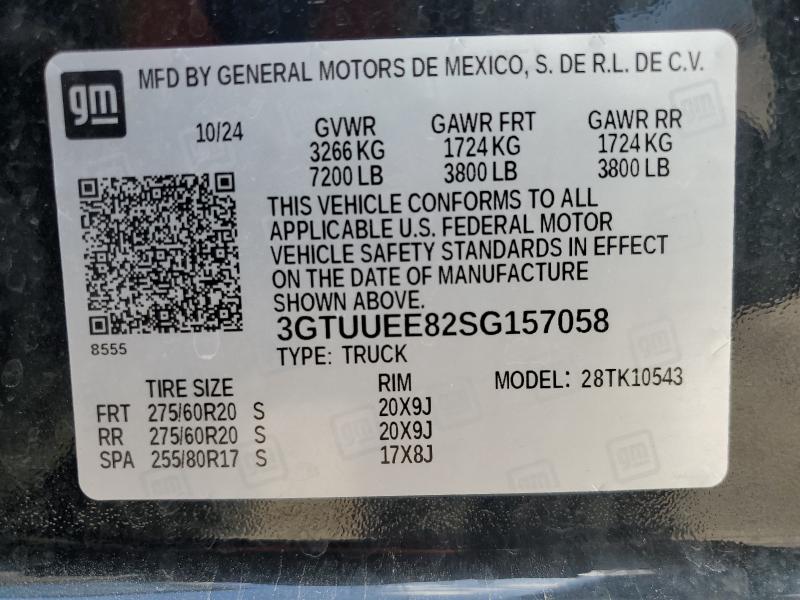 gm
MFD BY GENERAL MOTORS DE MEXICO, S. DE R.L. DE C.V.
10/24 GVWR GAWR FRT GAWR RR
3266 KG 1724 KG 1724 KG
7200 LB 3800 LB 3800 LB
THIS VEHICLE CONFORMS TO ALL
APPLICABLE U.S. FEDERAL MOTOR
VEHICLE SAFETY STANDARDS IN EFFECT
ON THE DATE OF MANUFACTURE
SHOWN ABOVE.
3GTUUEE82SG157058
8555
TYPE: TRUCK
TIRE SIZE RIM MODEL: 28TK10543
FRT 275/60R20 S 20X9J
RR 275/60R20 S 20X9J
SPA 255/80R17 S 17X8J